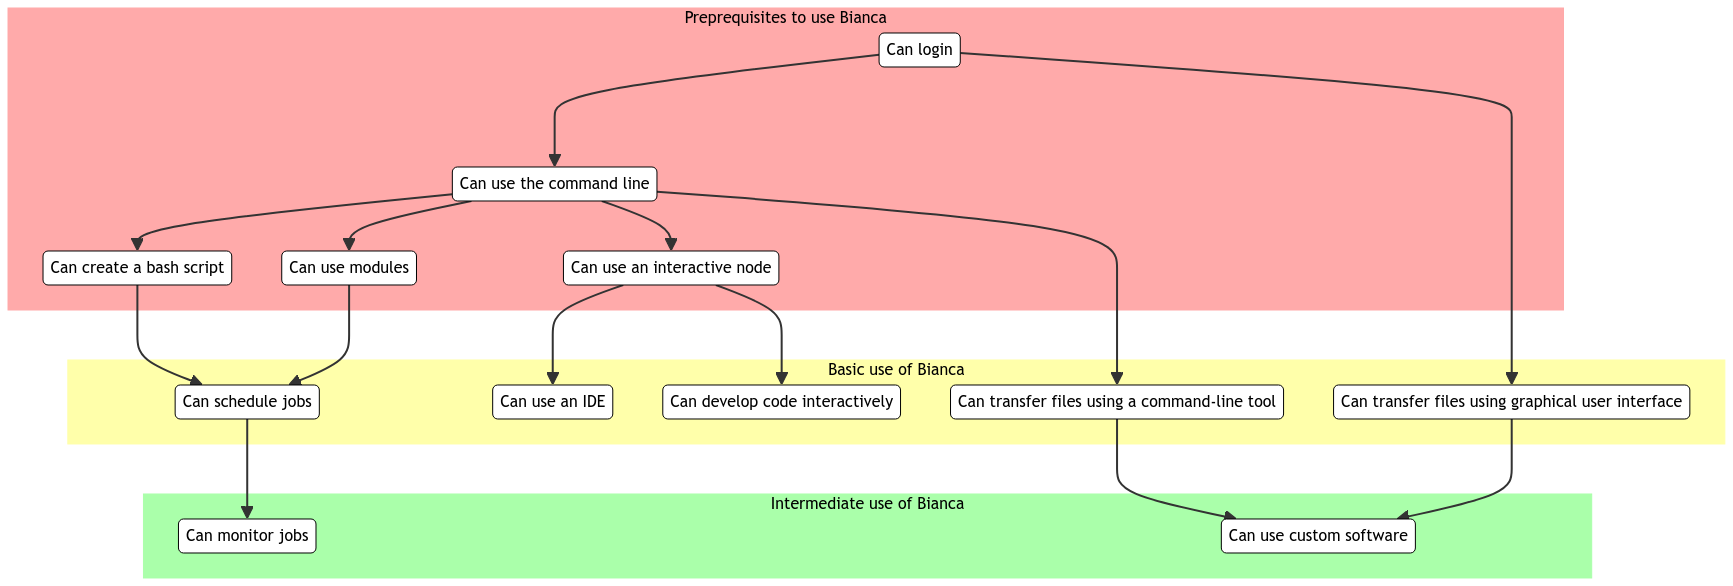 Preprequisites to use Bianca
Can login
Can use the command line
Can create a bash script
Can use modules
Can use an interactive node
Basic use of Bianca
Can schedule jobs
Can use an IDE
Can develop code interactively
Can transfer files using a command-line tool
Can transfer files using graphical user interface
Intermediate use of Bianca
Can monitor jobs
Can use custom software